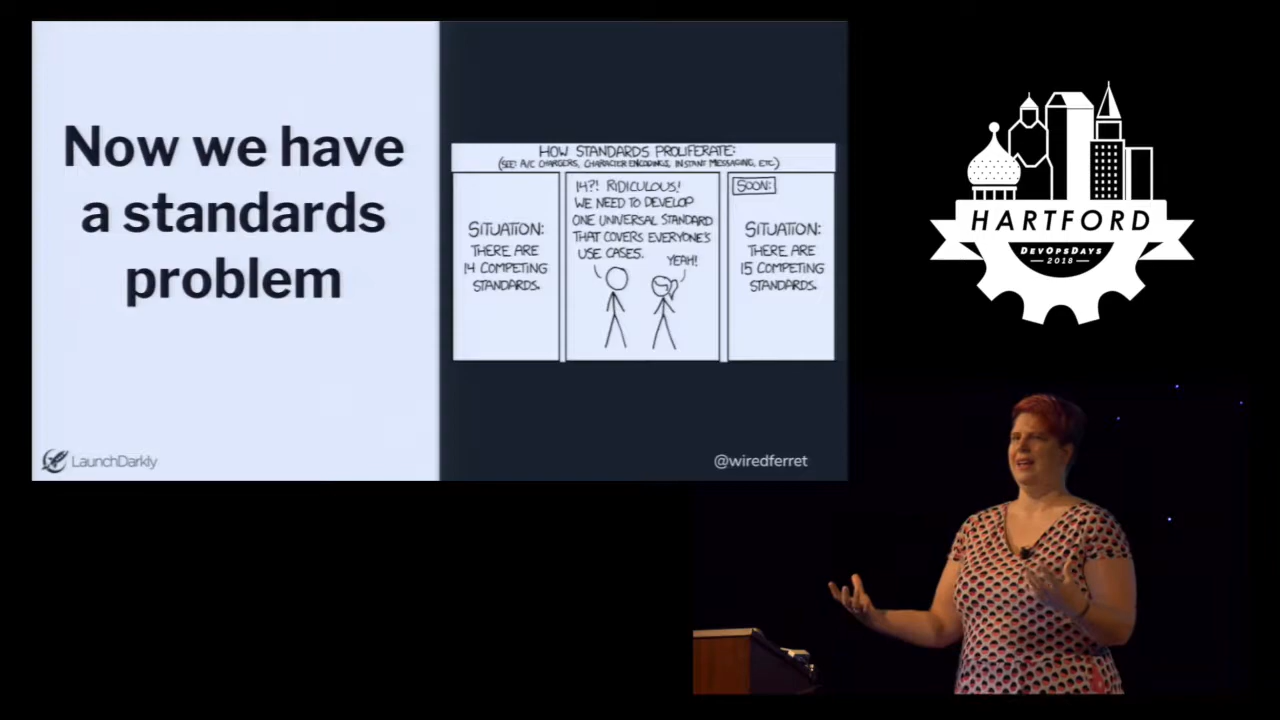 Now we have
a standards
problem
LaunchDarkly
HOW STANDARDS PROLIFERATE:
(SEE: A/C CHARGERS, CHARACTER ENCODINGS, INSTANT MESSAGING, ETC.)
SITUATION:
THERE ARE
14 COMPETING
STANDARDS.
14?! RIDICULOUS!
WE NEED TO DEVELOP
ONE UNIVERSAL STANDARD
THAT COVERS EVERYONE'S
USE CASES.
YEAH!
SOON:
SITUATION:
THERE ARE
15 COMPETING
STANDARDS.
@wiredferret
HARTFORD
DEVOPSDAYS
2018